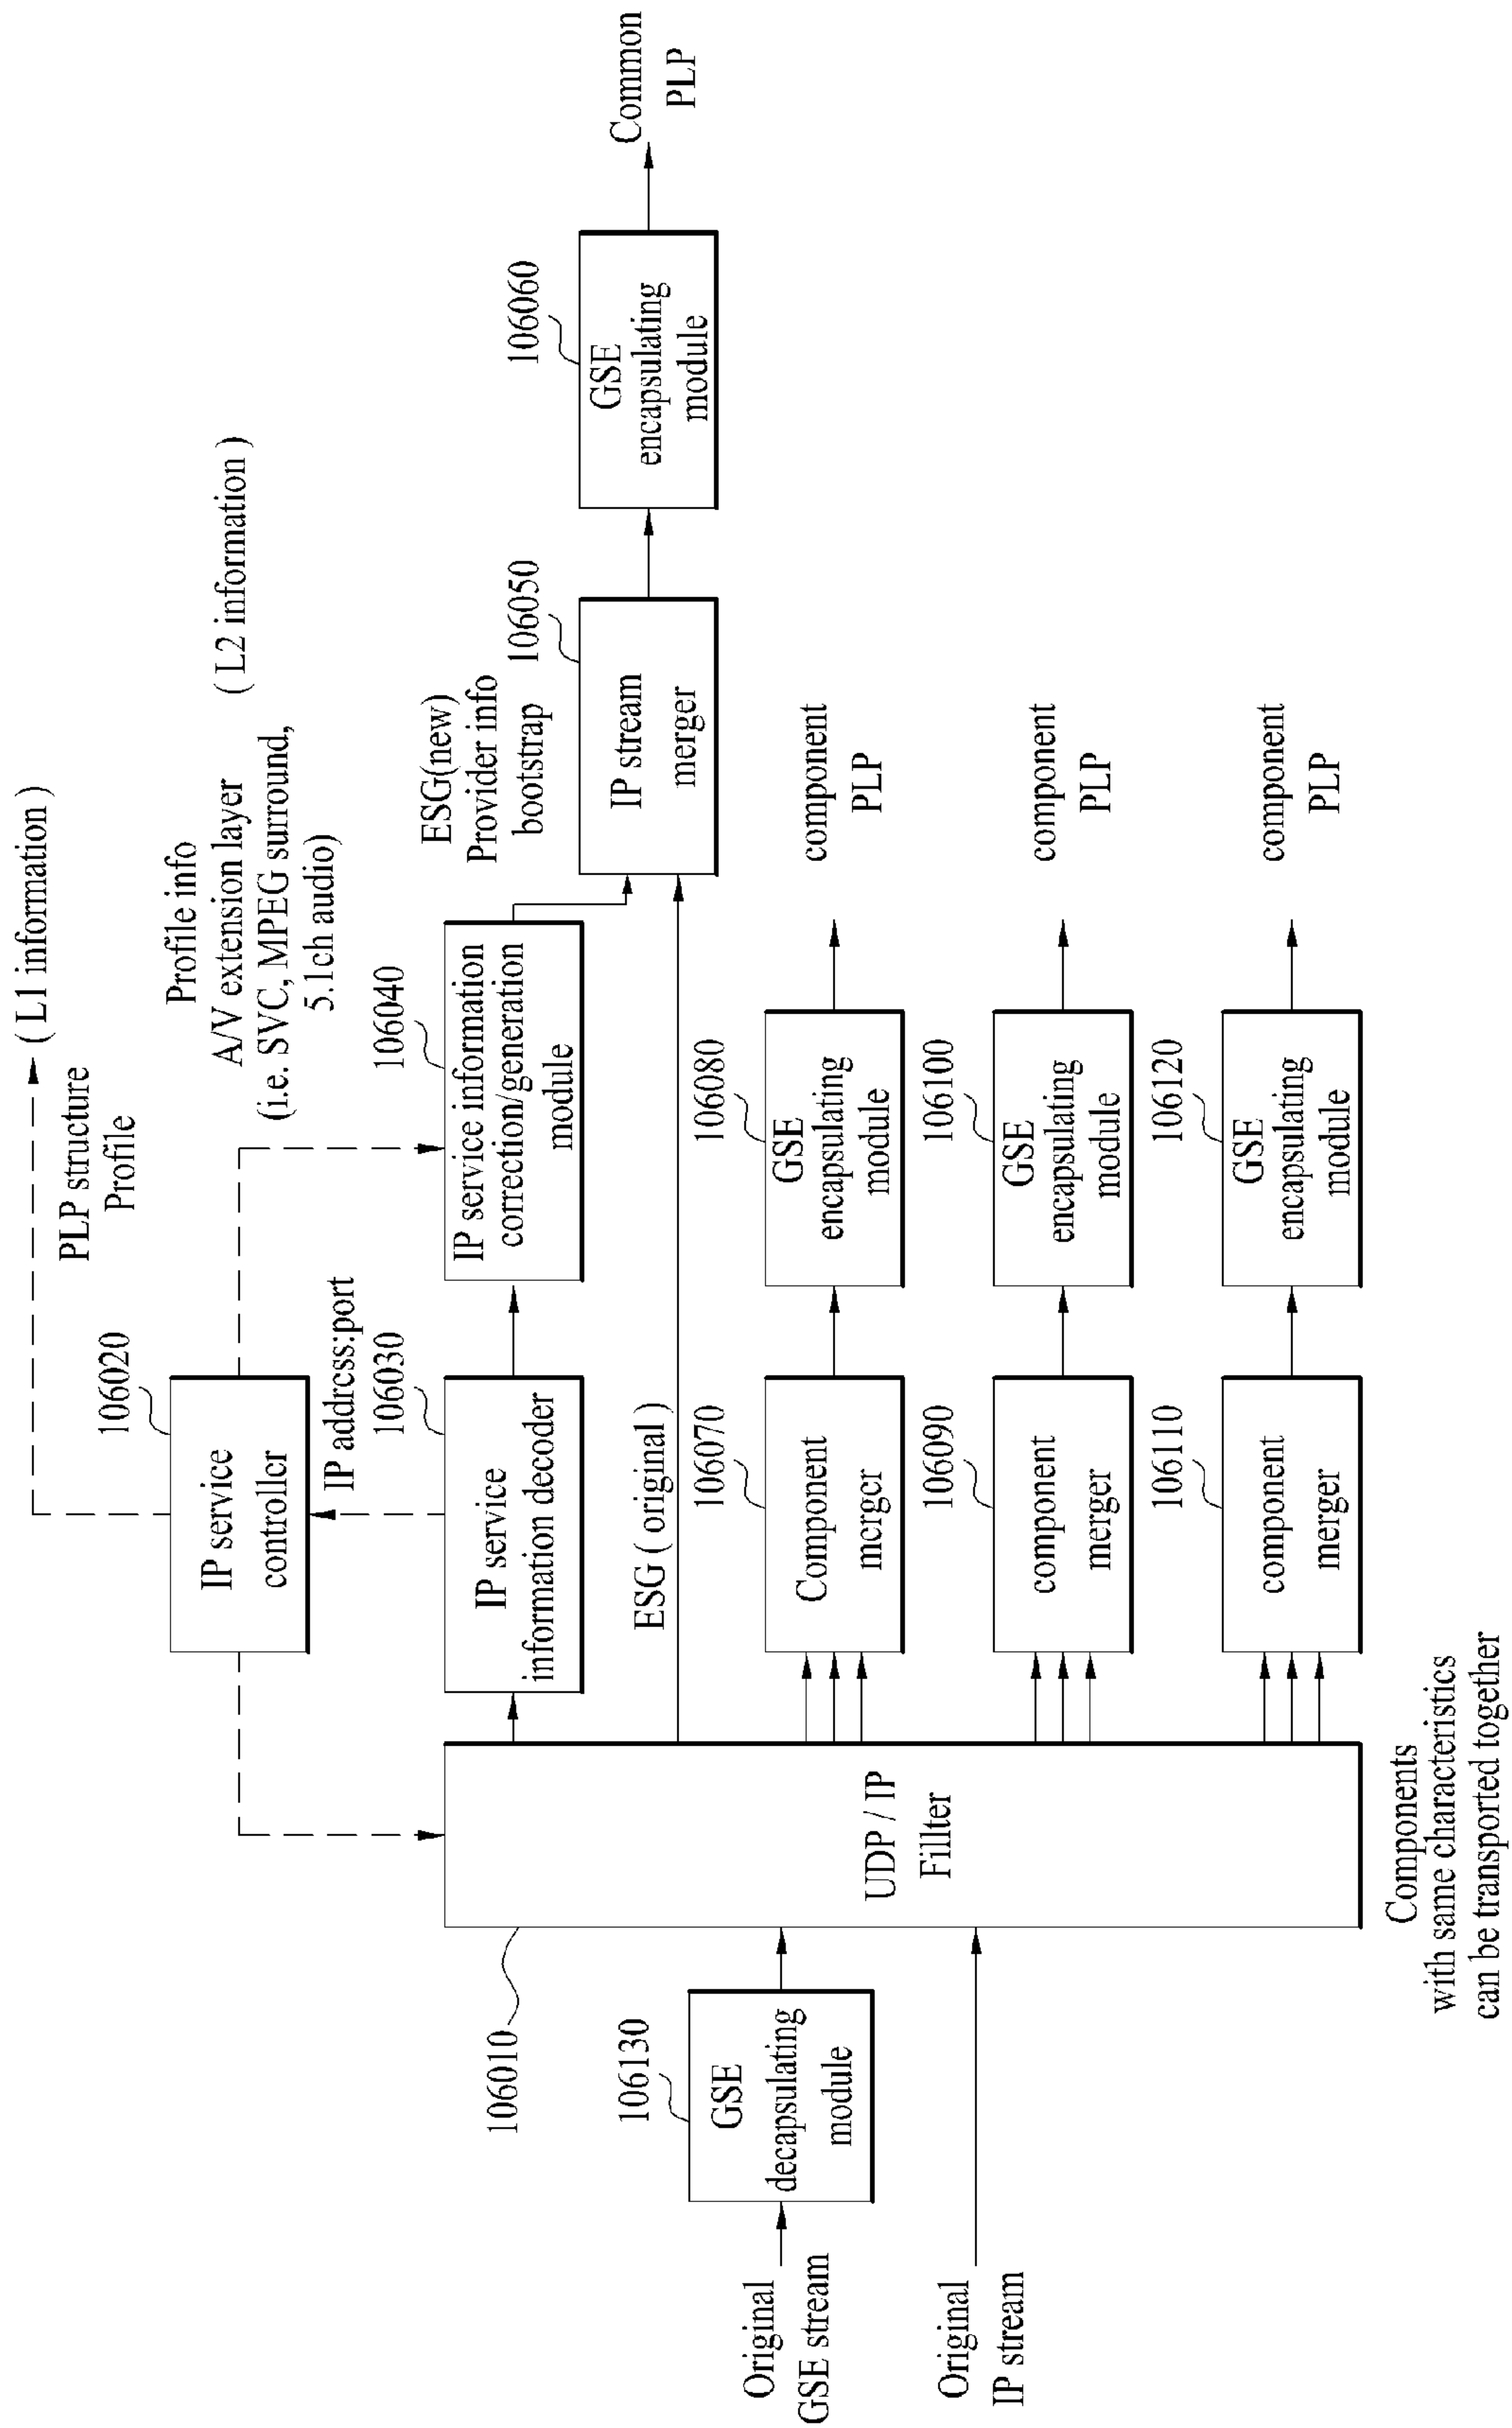 ( L1 information )
PLP structure
Profile
Profile info
A/V extension layer
(i.e. SVC, MPEG surround,
5.1ch audio)
( L2 information )
106020
IP service
controller
IP address:port
106030
IP service
information decoder
106040
IP service information
correction/generation
module
ESG(new)
Provider info
bootstrap
106050
IP stream
merger
106060
GSE
encapsulating
module
Common
PLP
ESG ( original )
106010
UDP / IP
Fillter
106130
GSE
decapsulating
module
Original
GSE stream
Original
IP stream
106070
Component
merger
106080
GSE
encapsulating
module
component
PLP
106090
component
merger
106100
GSE
encapsulating
module
component
PLP
106110
component
merger
106120
GSE
encapsulating
module
component
PLP
Components
with same characteristics
can be transported together